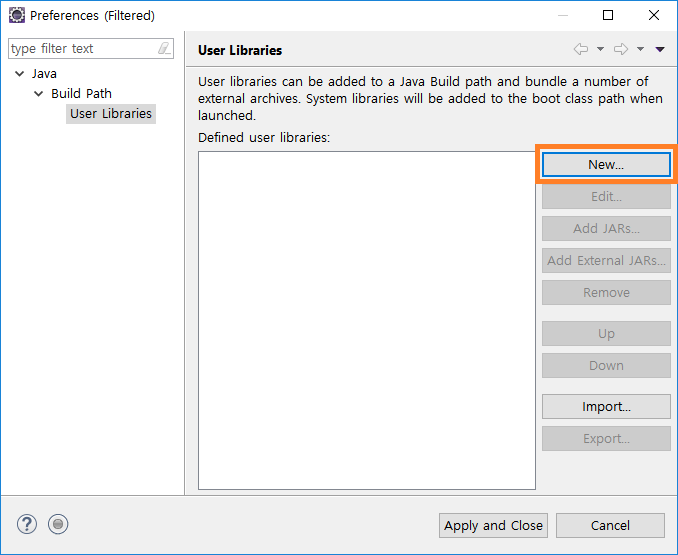 Preferences (Filtered)
type filter text
Java
Build Path
User Libraries
User Libraries
User libraries can be added to a Java Build path and bundle a number of
external archives. System libraries will be added to the boot class path when
launched.
Defined user libraries:
New...
Edit...
Add JARs...
Add External JARs...
Remove
Up
Down
Import...
Export...
?
Apply and Close
Cancel